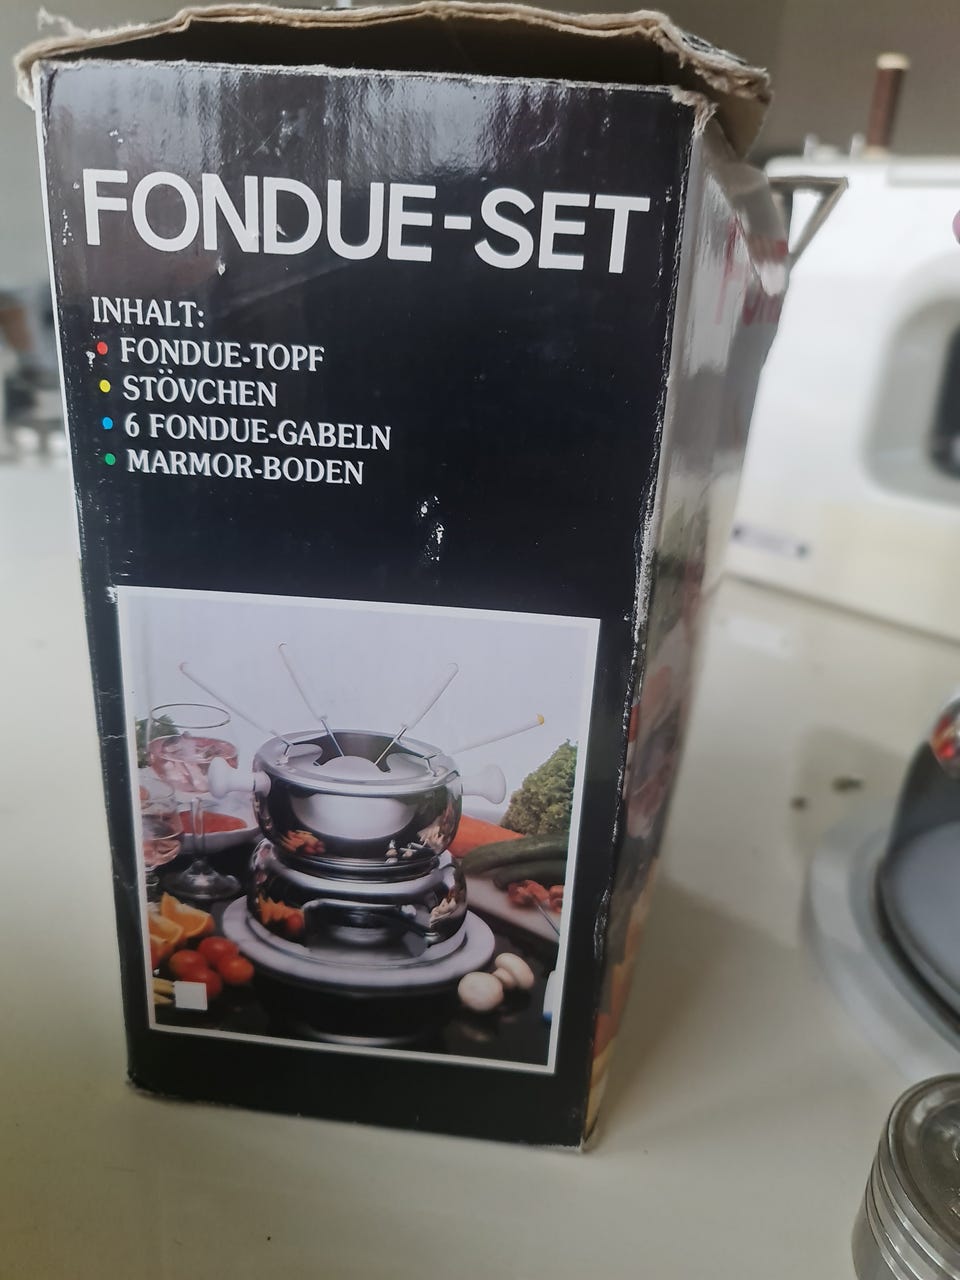 FONDUE-SET
INHALT:
FONDUE-TOPF
STÖVCHEN
6 FONDUE-GABELN
MARMOR-BODEN